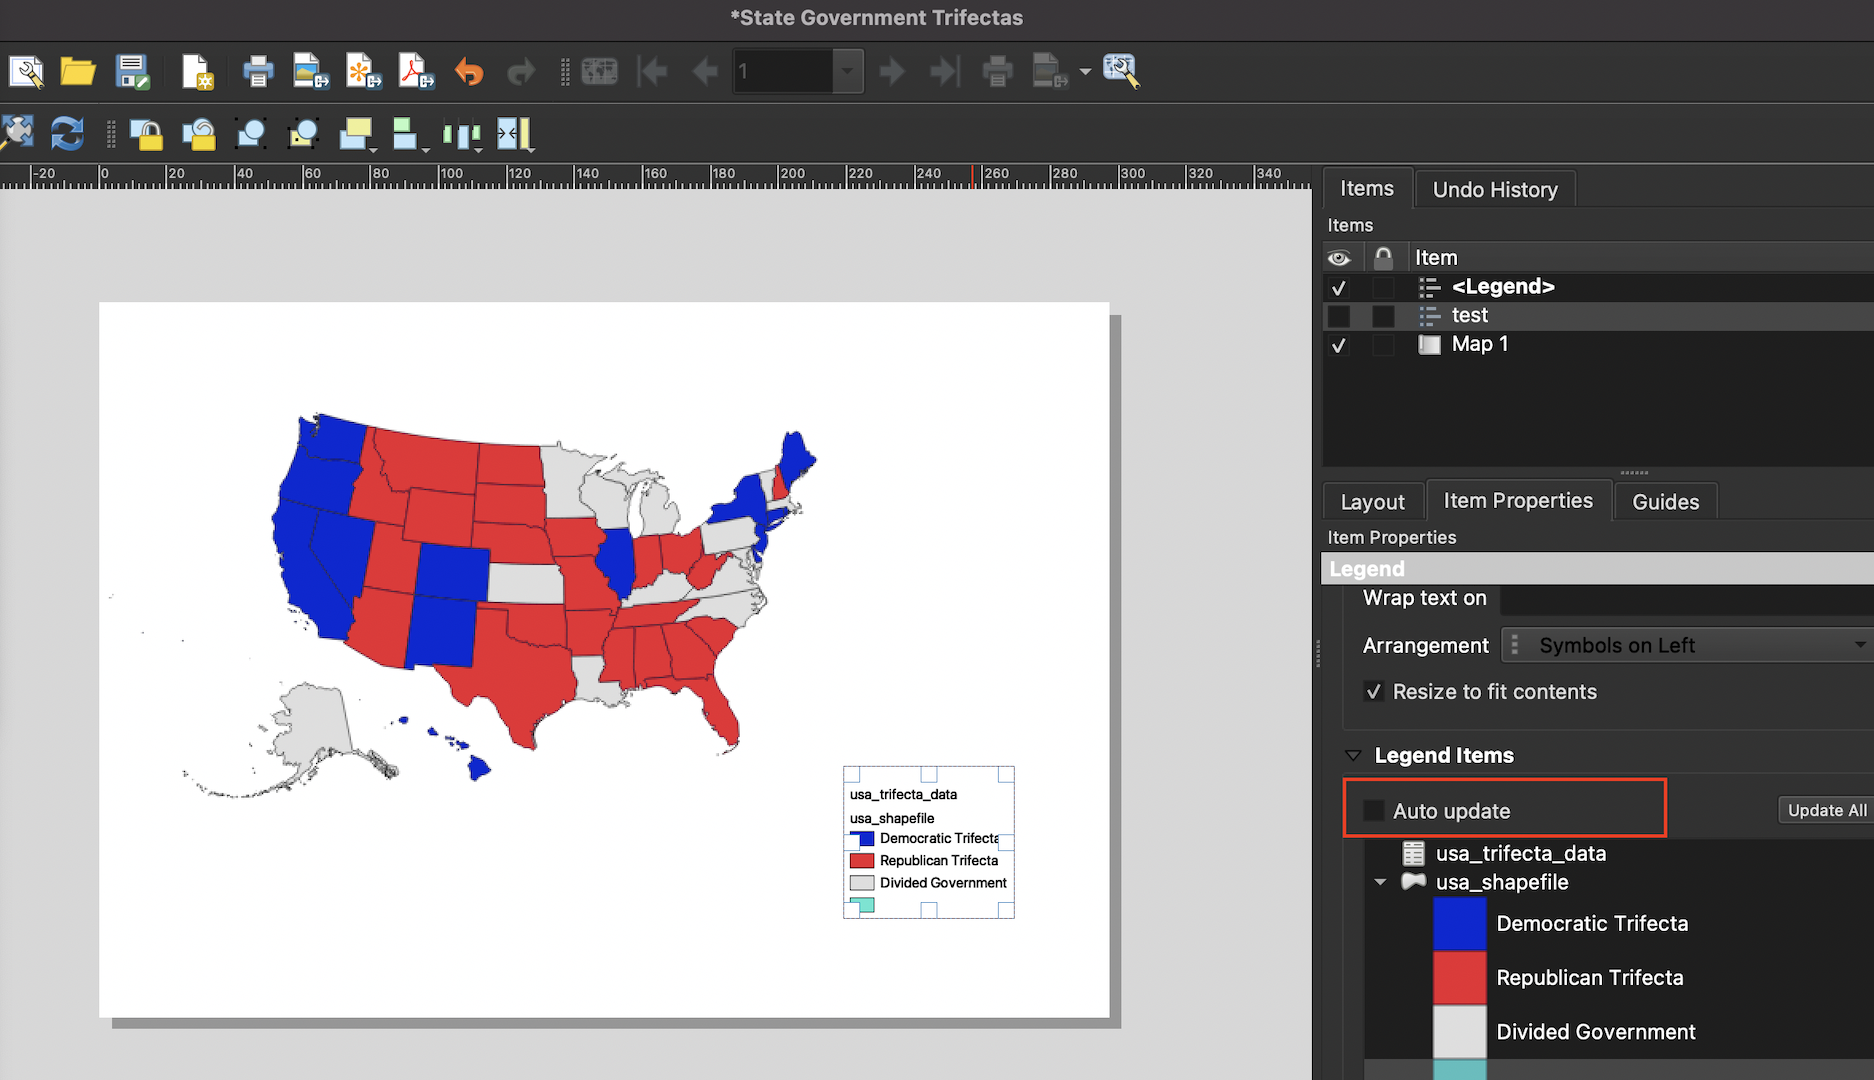 *State Government Trifectas
1
-20 0 20 40 60 80 100 120 140 160 180 200 220 240 260 280 300 320 340
Items Undo History
Items
Item
<Legend>
test
Map 1
Layout Item Properties Guides
Item Properties
Legend
Wrap text on
Arrangement Symbols on Left
Resize to fit contents
Legend Items
Auto update Update All
usa_trifecta_data
usa_shapefile
Democratic Trifecta
Republican Trifecta
Divided Government
usa_trifecta_data
usa_shapefile
Democratic Trifecta
Republican Trifecta
Divided Government